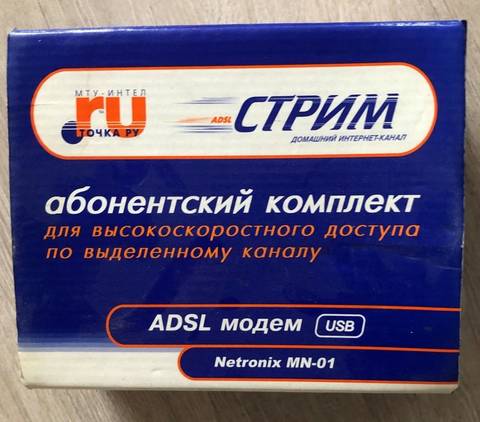 МТУ-ИНТЕЛ
.ru
ТОЧКА РУ
ADSL СТРИМ
ДОМАШНИЙ ИНТЕРНЕТ-КАНАЛ
абонентский комплект
для высокоскоростного доступа
по выделенному каналу
ADSL модем USB
Netronix MN-01